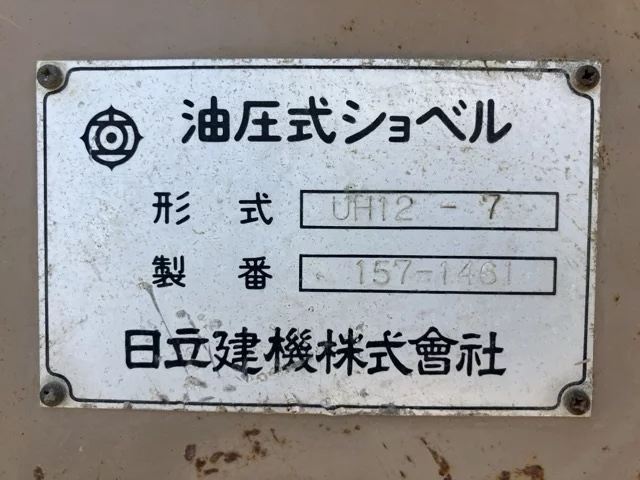 油圧式ショベル
形式 UH12-7
製番 157-1461
日立建機株式會社